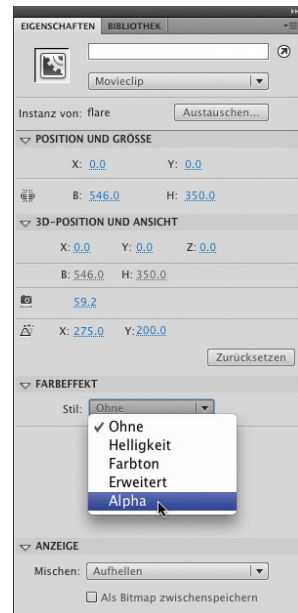 EIGENSCHAFTEN BIBLIOTHEK
Movieclip
Instanz von: flare Austauschen...
POSITION UND GRÖSSE
X: 0.0 Y: 0.0
B: 546.0 H: 350.0
3D-POSITION UND ANSICHT
X: 0.0 Y: 0.0 Z: 0.0
B: 546.0 H: 350.0
59.2
X: 275.0 Y: 200.0
Zurücksetzen
FARBEFFEKT
Stil: Ohne
✓ Ohne
Helligkeit
Farbton
Erweitert
Alpha
ANZEIGE
Mischen: Aufhellen
Als Bitmap zwischenspeichern